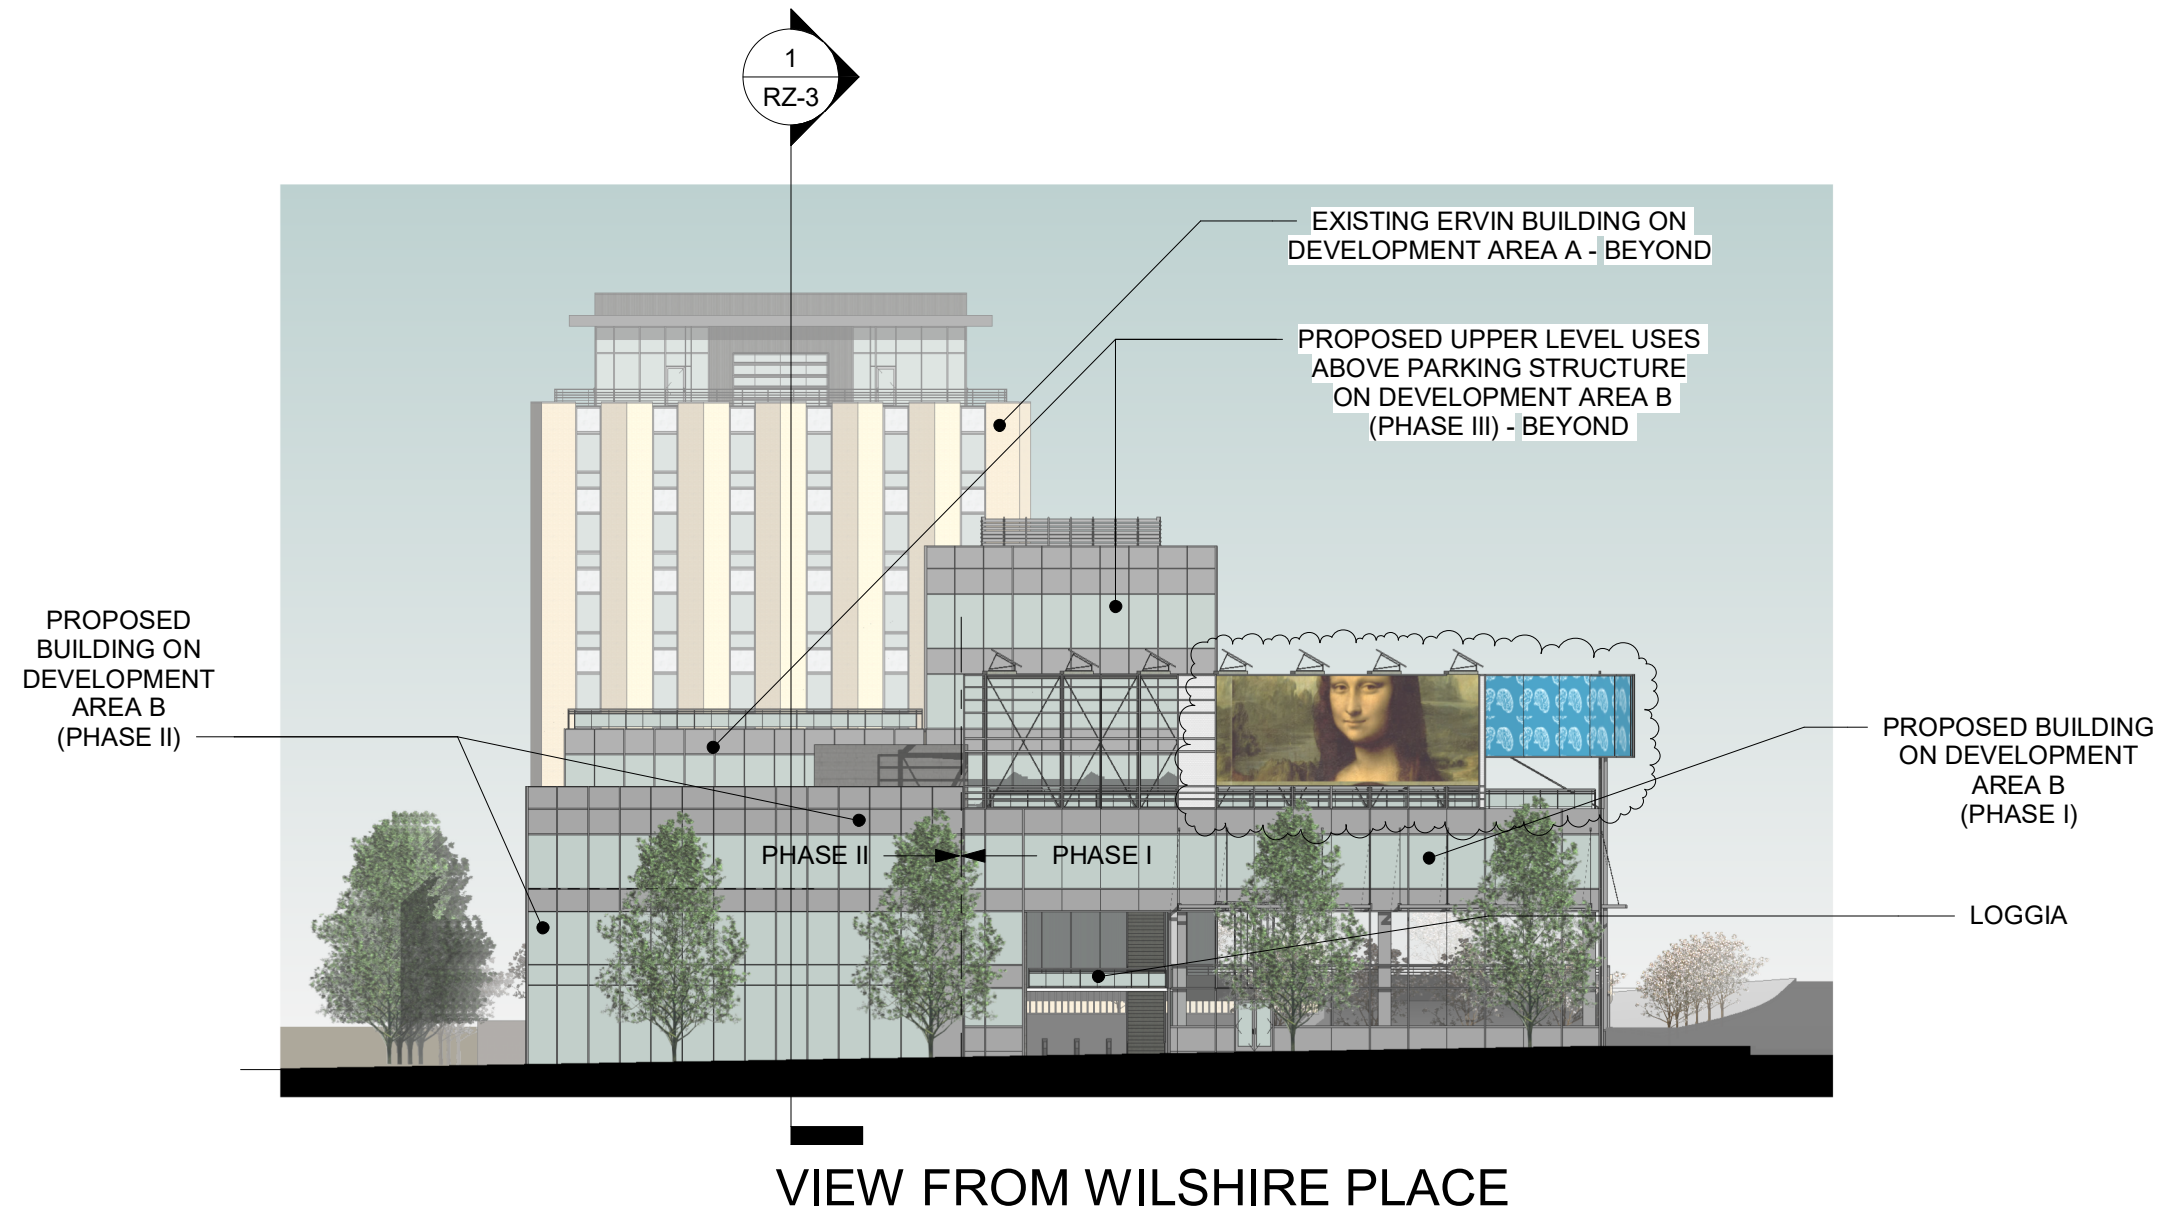 1
RZ-3
EXISTING ERVIN BUILDING ON
DEVELOPMENT AREA A - BEYOND
PROPOSED UPPER LEVEL USES
ABOVE PARKING STRUCTURE
ON DEVELOPMENT AREA B
(PHASE III) - BEYOND
PROPOSED
BUILDING ON
DEVELOPMENT
AREA B
(PHASE II)
PROPOSED BUILDING
ON DEVELOPMENT
AREA B
(PHASE I)
PHASE II
PHASE I
LOGGIA
VIEW FROM WILSHIRE PLACE